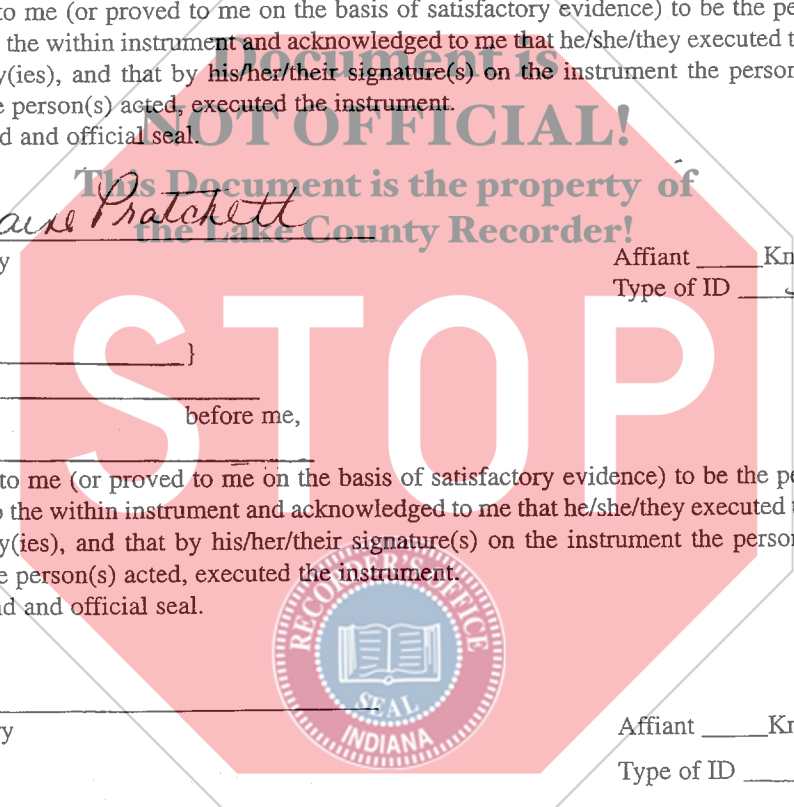 to me (or proved to me on the basis of satisfactory evidence) to be the pe
the within instrument and acknowledged to me that he/she/they executed t
y(ies), and that by his/her/their signature(s) on the instrument the person
e person(s) acted, executed the instrument.
d and official seal.
Document is
NOT OFFICIAL!
This Document is the property of
the Lake County Recorder!
Pratchett
y
Affiant _____Kn
Type of ID ____
STOP
}
before me,
to me (or proved to me on the basis of satisfactory evidence) to be the pe
o the within instrument and acknowledged to me that he/she/they executed t
y(ies), and that by his/her/their signature(s) on the instrument the person
e person(s) acted, executed the instrument.
nd and official seal.
RECORDER'S OFFICE
SEAL
INDIANA
ry
Affiant _____Kr
Type of ID ____